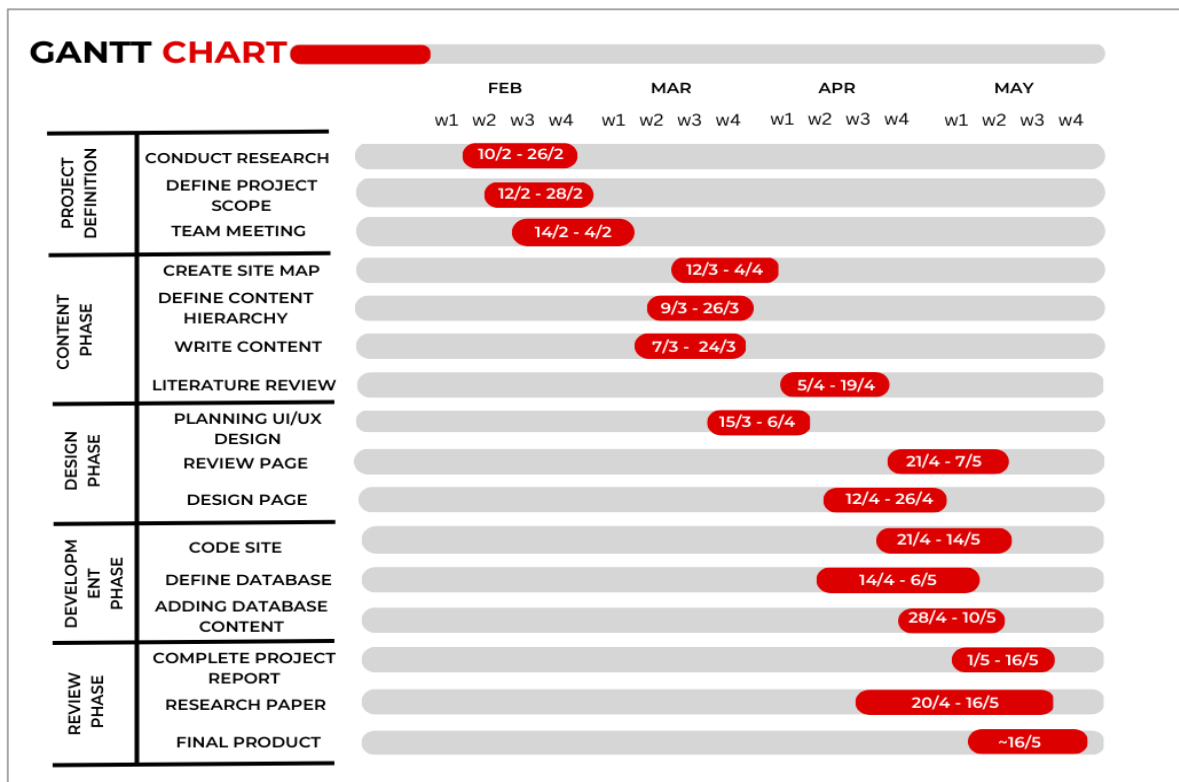 GANTT CHART
FEB MAR APR MAY
w1 w2 w3 w4 w1 w2 w3 w4 w1 w2 w3 w4 w1 w2 w3 w4
PROJECT
DEFINITION
CONDUCT RESEARCH
10/2 - 26/2
DEFINE PROJECT
SCOPE
12/2 - 28/2
TEAM MEETING
14/2 - 4/2
CONTENT
PHASE
CREATE SITE MAP
12/3 - 4/4
DEFINE CONTENT
HIERARCHY
9/3 - 26/3
WRITE CONTENT
7/3 - 24/3
LITERATURE REVIEW
5/4 - 19/4
DESIGN
PHASE
PLANNING UI/UX
DESIGN
15/3 - 6/4
REVIEW PAGE
21/4 - 7/5
DESIGN PAGE
12/4 - 26/4
DEVELOPM
ENT
PHASE
CODE SITE
21/4 - 14/5
DEFINE DATABASE
14/4 - 6/5
ADDING DATABASE
CONTENT
28/4 - 10/5
REVIEW
PHASE
COMPLETE PROJECT
REPORT
1/5 - 16/5
RESEARCH PAPER
20/4 - 16/5
FINAL PRODUCT
~16/5